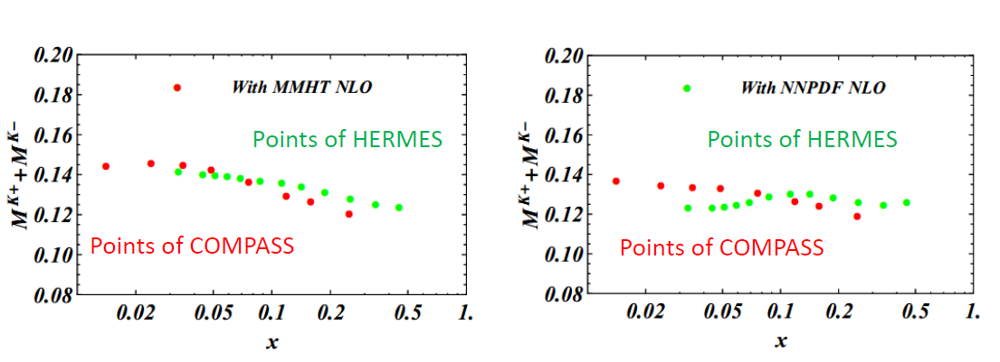 0.20
0.18
0.16
0.14
0.12
0.10
0.08
M^{K+}+M^{K-}
With MMHT NLO
Points of HERMES
Points of COMPASS
0.02 0.05 0.1 0.2 0.5 1.
x
0.20
0.18
0.16
0.14
0.12
0.10
0.08
M^{K+}+M^{K-}
With NNPDF NLO
Points of HERMES
Points of COMPASS
0.02 0.05 0.1 0.2 0.5 1.
x